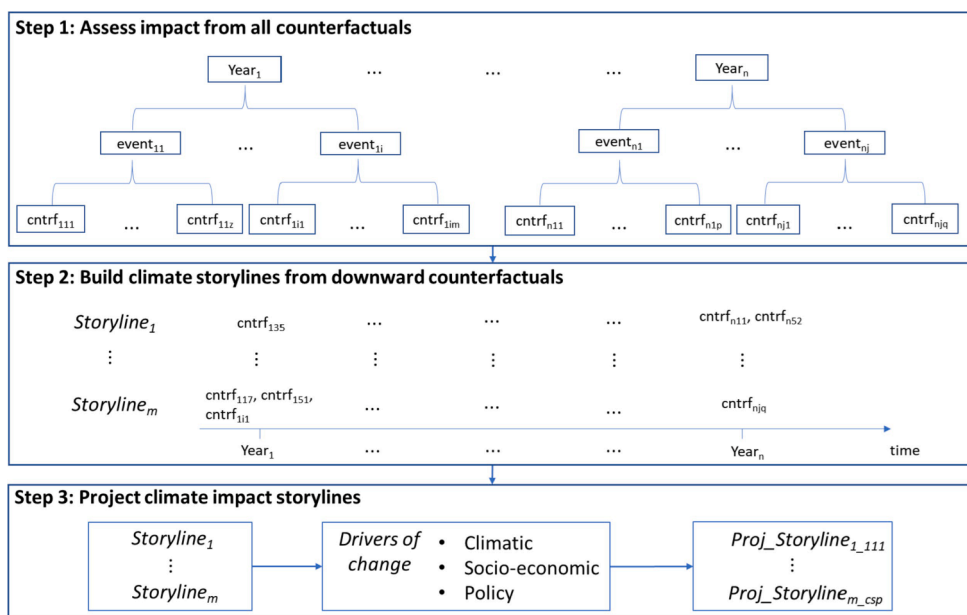 Step 1: Assess impact from all counterfactuals
Year1 ... ... ... Yearn
event11 ... event1i eventn1 ... eventnj
cntrf111 ... cntrf11z cntrf1i1 ... cntrf1im cntrfn11 ... cntrfn1p cntrfnj1 ... cntrfnjq
Step 2: Build climate storylines from downward counterfactuals
Storyline1 cntrf135 ... ... ... cntrfn11, cntrfn52
⋮ ⋮ ⋮ ⋮ ⋮ ⋮
Storylinem cntrf117, cntrf151, ... ... ... cntrfnjq
cntrf1i1
Year1 ... ... ... Yearn time
Step 3: Project climate impact storylines
Storyline1 Drivers of • Climatic Proj_Storyline1_111
⋮ change • Socio-economic ⋮
Storylinem • Policy Proj_Storylinem_csp